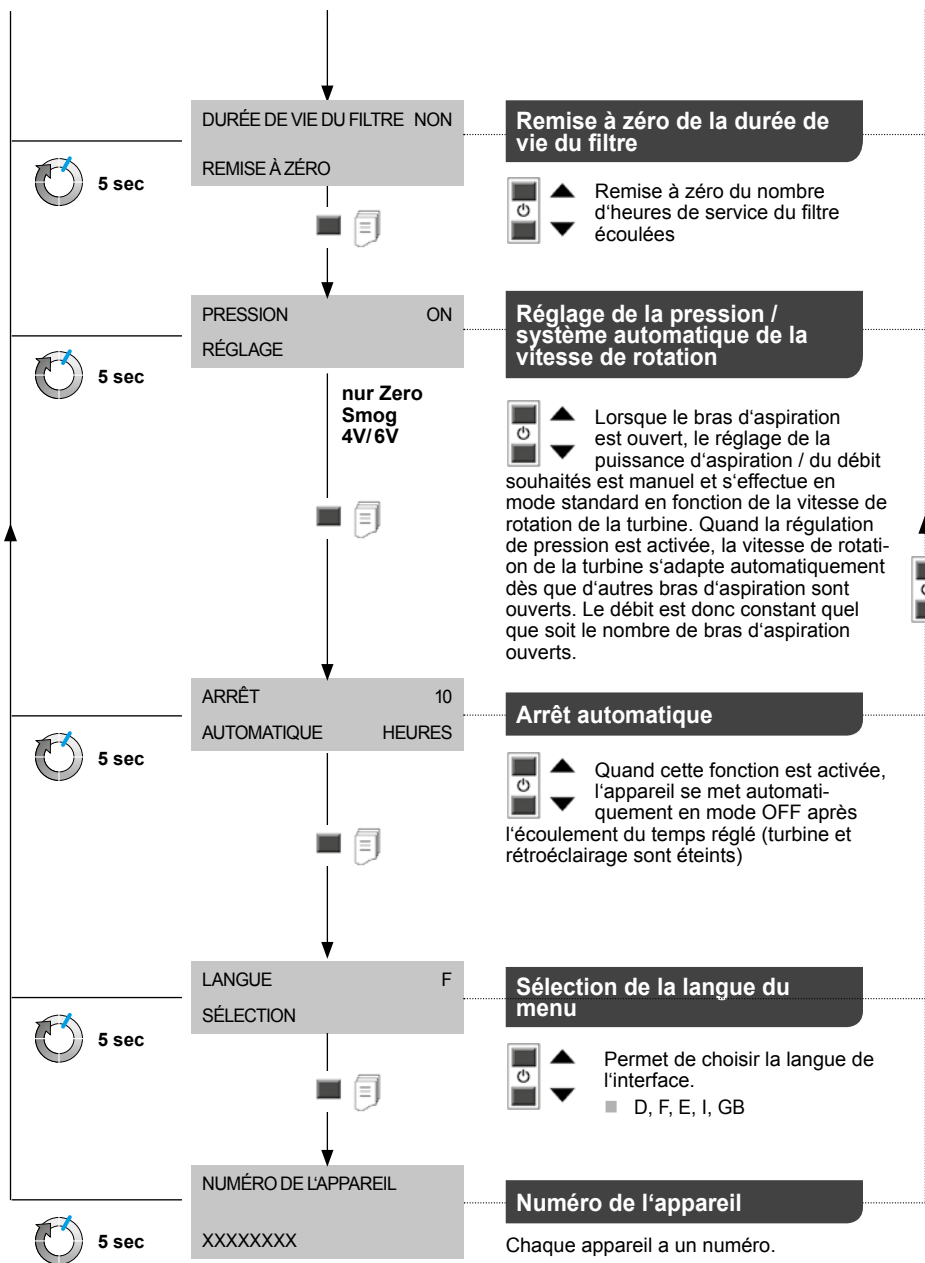 DURÉE DE VIE DU FILTRE NON
REMISE À ZÉRO
5 sec
Remise à zéro de la durée de
vie du filtre
Remise à zéro du nombre
d‘heures de service du filtre
écoulées
PRESSION ON
RÉGLAGE
5 sec
nur Zero
Smog
4V/6V
Réglage de la pression /
système automatique de la
vitesse de rotation
Lorsque le bras d‘aspiration
est ouvert, le réglage de la
puissance d‘aspiration / du débit
souhaités est manuel et s‘effectue en
mode standard en fonction de la vitesse de
rotation de la turbine. Quand la régulation
de pression est activée, la vitesse de rotati-
on de la turbine s‘adapte automatiquement
dès que d‘autres bras d‘aspiration sont
ouverts. Le débit est donc constant quel
que soit le nombre de bras d‘aspiration
ouverts.
ARRÊT 10
AUTOMATIQUE HEURES
5 sec
Arrêt automatique
Quand cette fonction est activée,
l‘appareil se met automati-
quement en mode OFF après
l‘écoulement du temps réglé (turbine et
rétroéclairage sont éteints)
LANGUE F
SÉLECTION
5 sec
Sélection de la langue du
menu
Permet de choisir la langue de
l‘interface.
D, F, E, I, GB
NUMÉRO DE L‘APPAREIL
XXXXXXXX
5 sec
Numéro de l‘appareil
Chaque appareil a un numéro.